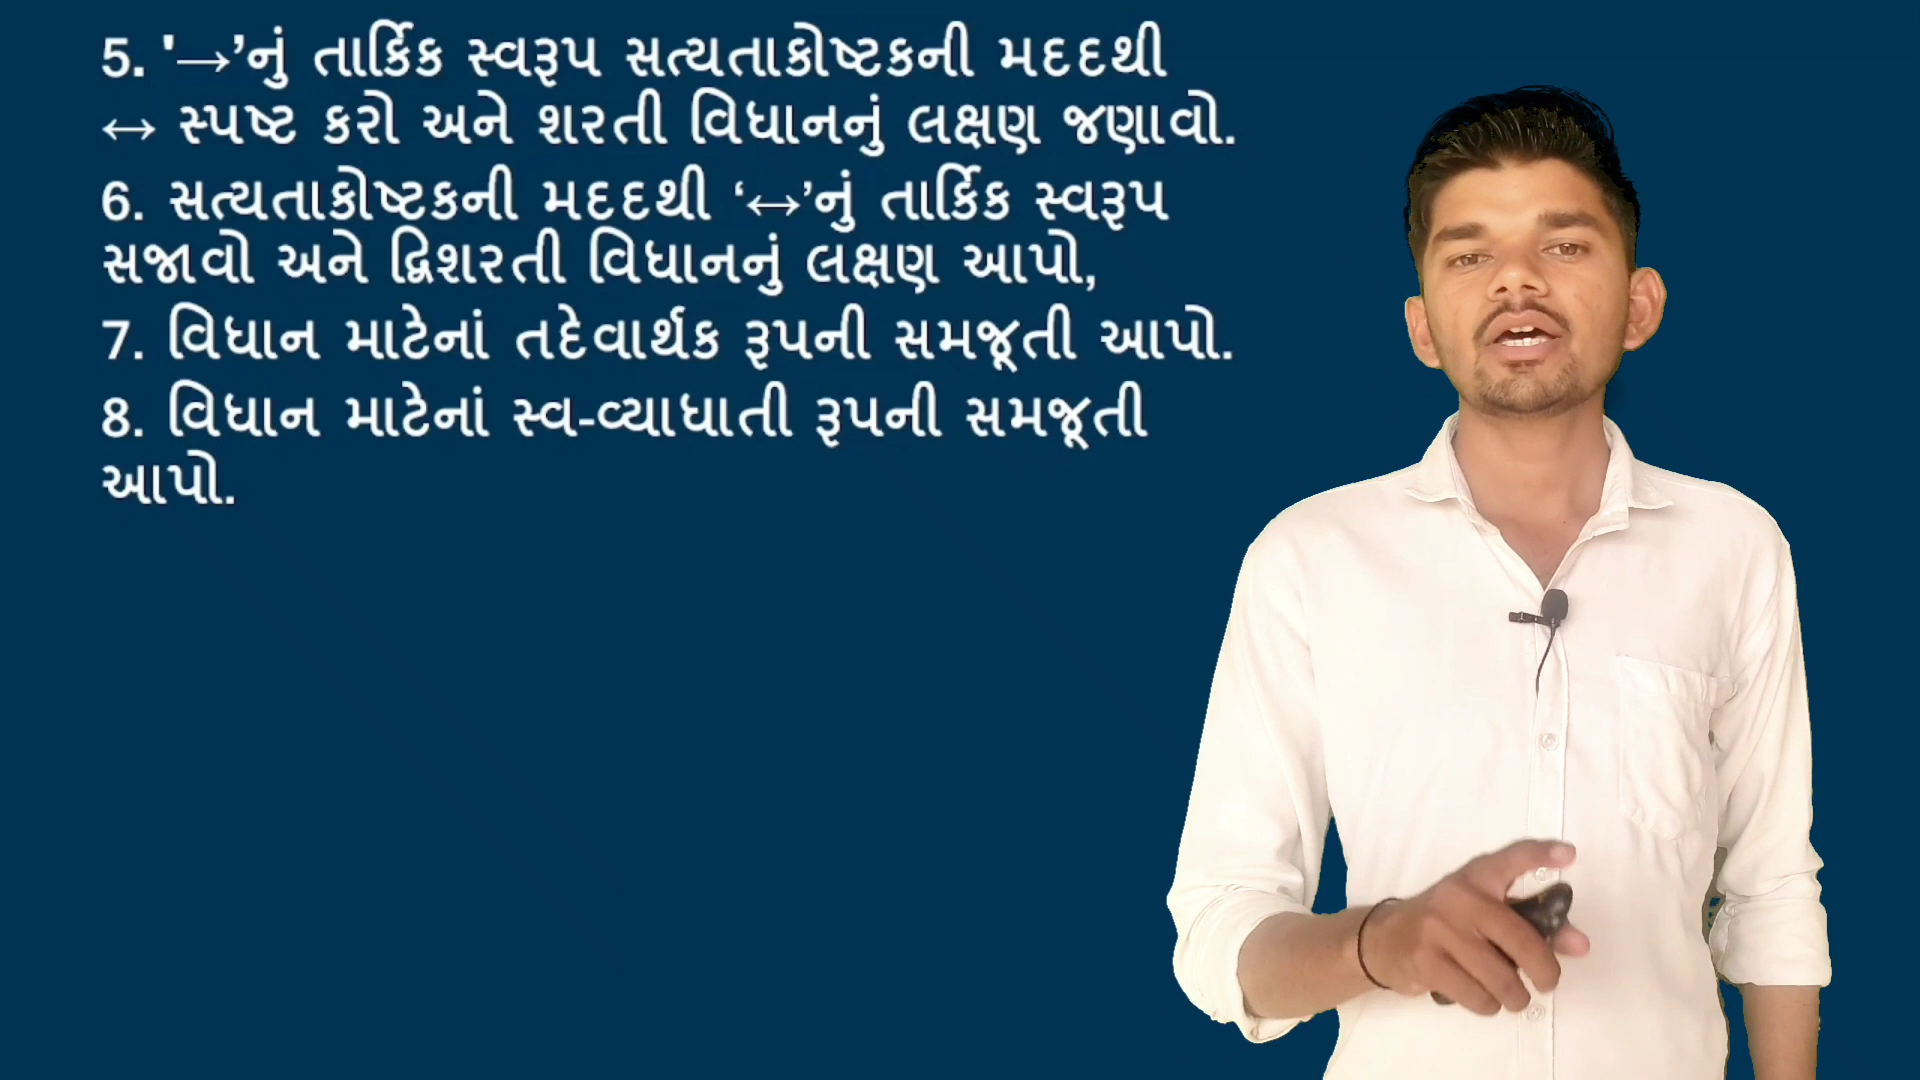 5. '→’નું તાર્કિક સ્વરૂપ સત્યતાકોષ્ટકની મદદથી
↔ સ્પષ્ટ કરો અને શરતી વિધાનનું લક્ષણ જણાવો.
6. સત્યતાકોષ્ટકની મદદથી ‘↔’નું તાર્કિક સ્વરૂપ
સજાવો અને દ્વિશરતી વિધાનનું લક્ષણ આપો,
7. વિધાન માટેનાં તદેવાર્થક રૂપની સમજૂતી આપો.
8. વિધાન માટેનાં સ્વ-વ્યાધાતી રૂપની સમજૂતી
આપો.